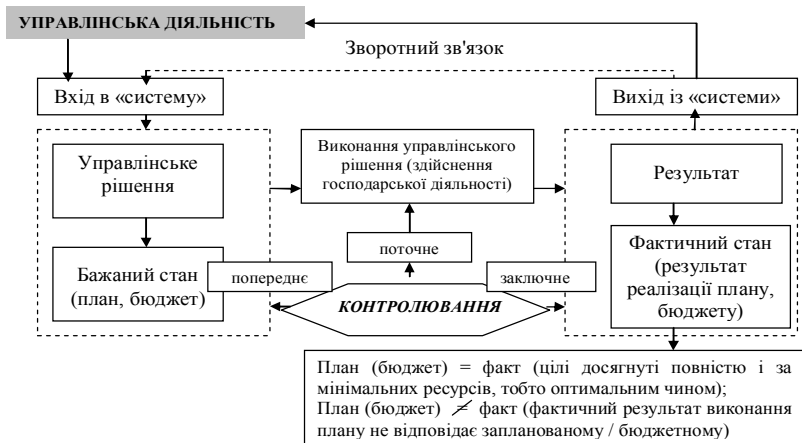 УПРАВЛІНСЬКА ДІЯЛЬНІСТЬ
Зворотний зв'язок
Вхід в «систему»
Вихід із «системи»
Управлінське
рішення
Виконання управлінського
рішення (здійснення
господарської діяльності)
Результат
поточне
Бажаний стан
(план, бюджет)
попереднє
заключне
Фактичний стан
(результат
реалізації плану,
бюджету)
КОНТРОЛЮВАННЯ
План (бюджет) = факт (цілі досягнуті повністю і за
мінімальних ресурсів, тобто оптимальним чином);
План (бюджет) ≠ факт (фактичний результат виконання
плану не відповідає запланованому / бюджетному)